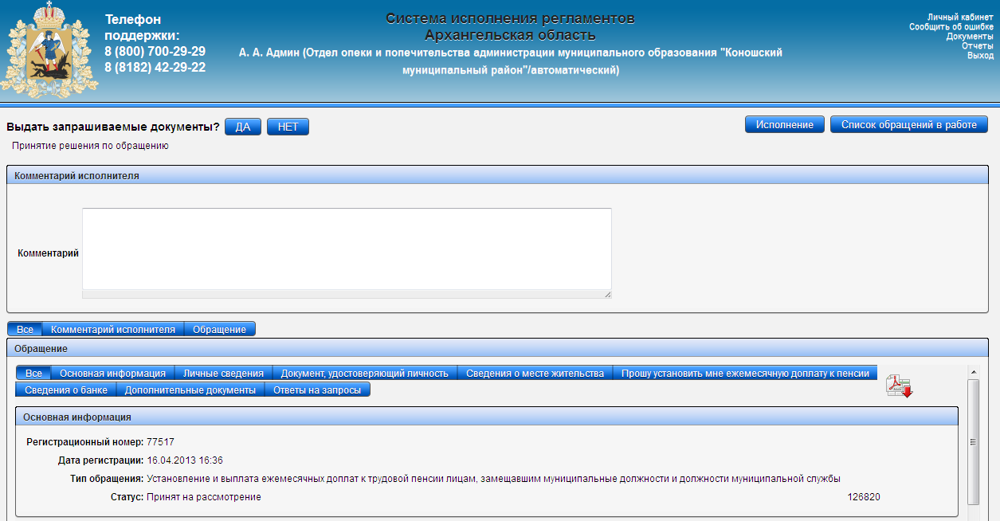 Телефон
поддержки:
8 (800) 700-29-29
8 (8182) 42-29-22
Система исполнения регламентов
Архангельская область
А. А. Админ (Отдел опеки и попечительства администрации муниципального образования "Коношский
муниципальный район"/автоматический)
Личный кабинет
Сообщить об ошибке
Документы
Отчеты
Выход
Выдать запрашиваемые документы? ДА НЕТ
Исполнение Список обращений в работе
Принятие решения по обращению
Комментарий исполнителя
Комментарий
Все Комментарий исполнителя Обращение
Обращение
Все Основная информация Личные сведения Документ, удостоверяющий личность Сведения о месте жительства Прошу установить мне ежемесячную доплату к пенсии
Сведения о банке Дополнительные документы Ответы на запросы
Основная информация
Регистрационный номер: 77517
Дата регистрации: 16.04.2013 16:36
Тип обращения: Установление и выплата ежемесячных доплат к трудовой пенсии лицам, замещавшим муниципальные должности и должности муниципальной службы
Статус: Принят на рассмотрение 126820